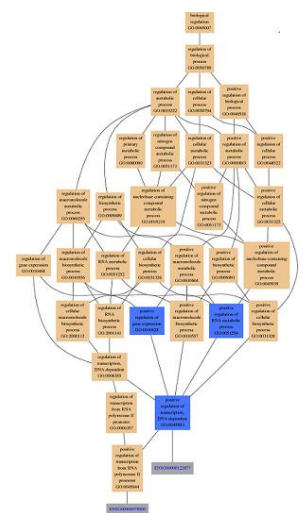 biological
regulation
GO:0065007
regulation of
biological
process
GO:0050789
regulation of
metabolic
process
GO:0019222
regulation of
cellular
process
GO:0050794
positive
regulation of
biological
process
GO:0048518
regulation of
primary
metabolic
process
regulation of
nitrogen
compound
metabolic
process
GO:0051171
regulation of
cellular
metabolic
process
GO:0031323
positive
regulation of
metabolic
process
positive
regulation of
cellular
process
GO:0048522
regulation of
macromolecule
metabolic
process
GO:0060255
regulation of
biosynthetic
process
GO:0009889
regulation of
nucleobase-containing
compound
metabolic
process
GO:0019219
positive
regulation of
nitrogen
compound
metabolic
process
GO:0051173
positive
regulation of
cellular
metabolic
process
GO:0031325
regulation of
gene expression
GO:0010468
regulation of
macromolecule
biosynthetic
process
GO:0010556
regulation of
RNA metabolic
process
GO:0051252
regulation of
cellular
biosynthetic
process
GO:0031326
positive
regulation of
macromolecule
metabolic
process
GO:0010604
positive
regulation of
biosynthetic
process
GO:0009891
positive
regulation of
nucleobase-containing
compound
metabolic
process
GO:0045935
regulation of
cellular
macromolecule
biosynthetic
process
GO:2000112
regulation of
RNA
biosynthetic
process
GO:2001141
positive
regulation of
gene expression
GO:0010628
positive
regulation of
macromolecule
biosynthetic
process
GO:0010557
positive
regulation of
RNA metabolic
process
GO:0051254
positive
regulation of
cellular
biosynthetic
process
GO:0031328
regulation of
transcription,
DNA-dependent
GO:0006355
regulation of
transcription
from RNA
polymerase II
promoter
GO:0006357
positive
regulation of
transcription,
DNA-dependent
GO:0045893
positive
regulation of
transcription
from RNA
polymerase II
promoter
GO:0045944